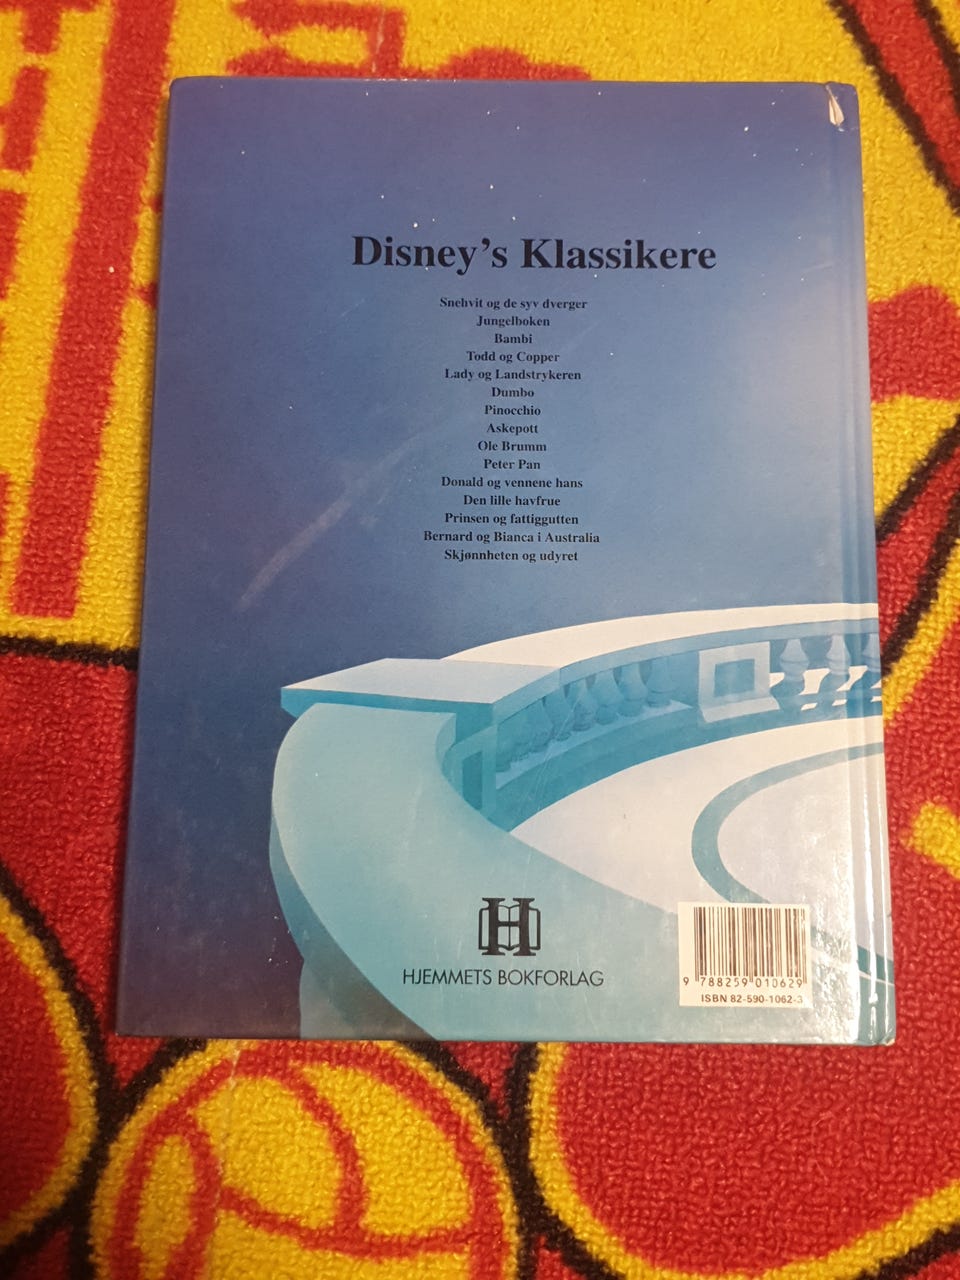 Disney's Klassikere
Snehvit og de syv dverger
Jungelboken
Bambi
Todd og Copper
Lady og Landstrykeren
Dumbo
Pinocchio
Askepott
Ole Brumm
Peter Pan
Donald og vennene hans
Den lille havfrue
Prinsen og fattiggutten
Bernard og Bianca i Australia
Skjønnheten og udyret
H
HJEMMETS BOKFORLAG
9 788259 010629
ISBN 82-590-1062-3